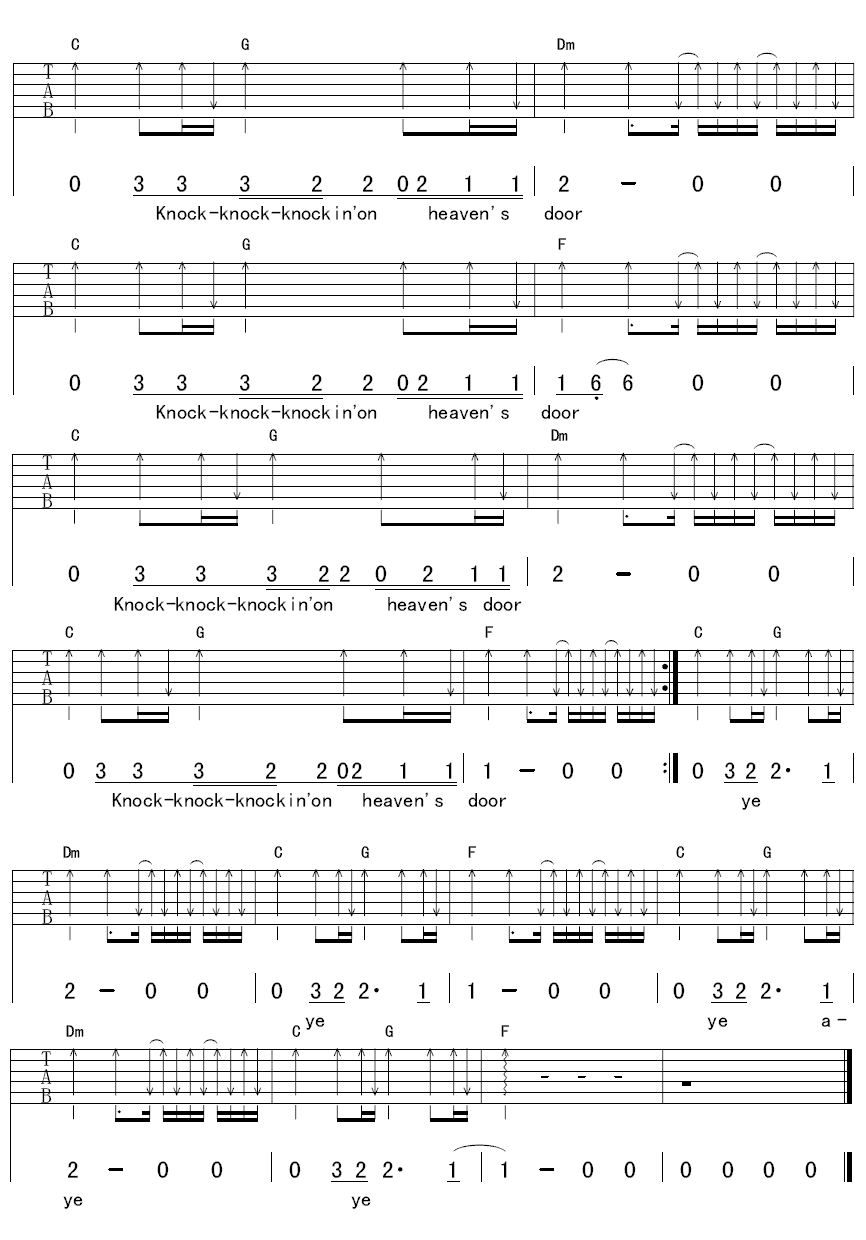 C G Dm
T
A
B
0 3 3 3 2 2 0 2 1 1 2 - 0 0
Knock-knock-knockin'on heaven's door
C G F
T
A
B
0 3 3 3 2 2 0 2 1 1 1 6 6 0 0
Knock-knock-knockin'on heaven's door
C G Dm
T
A
B
0 3 3 3 2 2 0 2 1 1 2 - 0 0
Knock-knock-knockin'on heaven's door
C G F C G
T
A
B
0 3 3 3 2 2 0 2 1 1 1 - 0 0 0 3 2 2· 1
Knock-knock-knockin'on heaven's door ye
Dm C G F C G
T
A
B
2 - 0 0 0 3 2 2· 1 1 - 0 0 0 3 2 2· 1
ye ye a-
Dm C G F
T
A
B
2 - 0 0 0 3 2 2· 1 1 - 0 0 0 0 0 0
ye ye